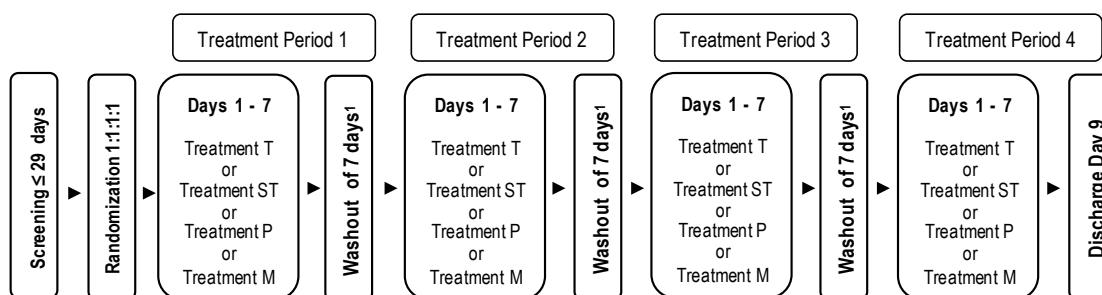 Treatment Period 1
Treatment Period 2
Treatment Period 3
Treatment Period 4
Screening ≤ 29 days
Randomization 1:1:1:1
Days 1 - 7
Treatment T
or
Treatment ST
or
Treatment P
or
Treatment M
Washout of 7 days¹
Days 1 - 7
Treatment T
or
Treatment ST
or
Treatment P
or
Treatment M
Washout of 7 days¹
Days 1 - 7
Treatment T
or
Treatment ST
or
Treatment P
or
Treatment M
Washout of 7 days¹
Days 1 - 7
Treatment T
or
Treatment ST
or
Treatment P
or
Treatment M
Discharge Day 9